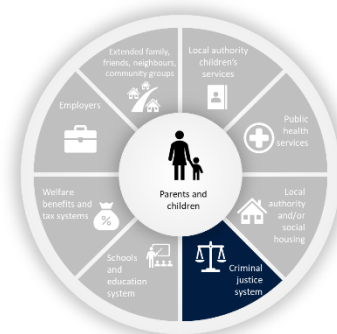 Extended family,
friends, neighbours,
community groups
Local authority
children's
services
Public
health
services
Local
authority
and/or
social
housing
Criminal
justice
system
Schools
and
education
system
Welfare
benefits and
tax systems
%
Employers
Parents and
children